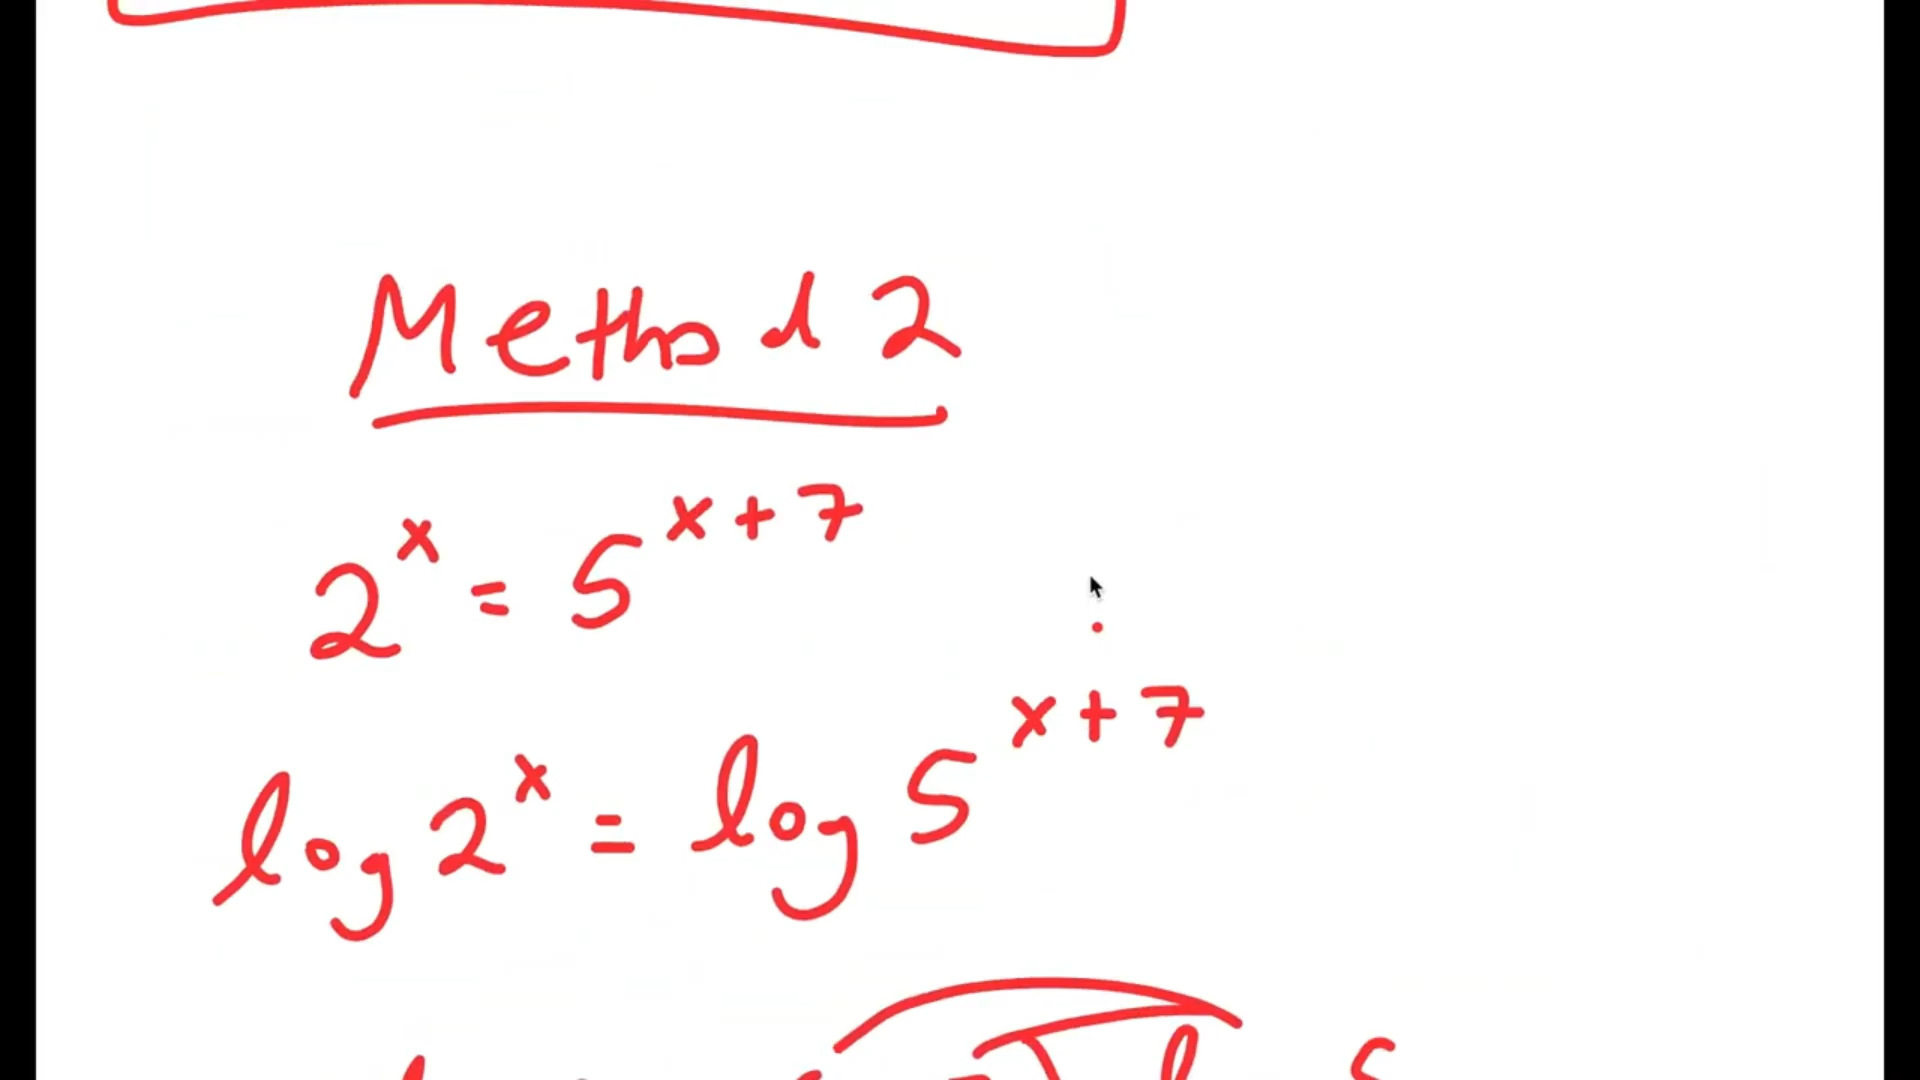 Method 2
2^x = 5^(x+7)
log 2^x = log 5^(x+7)